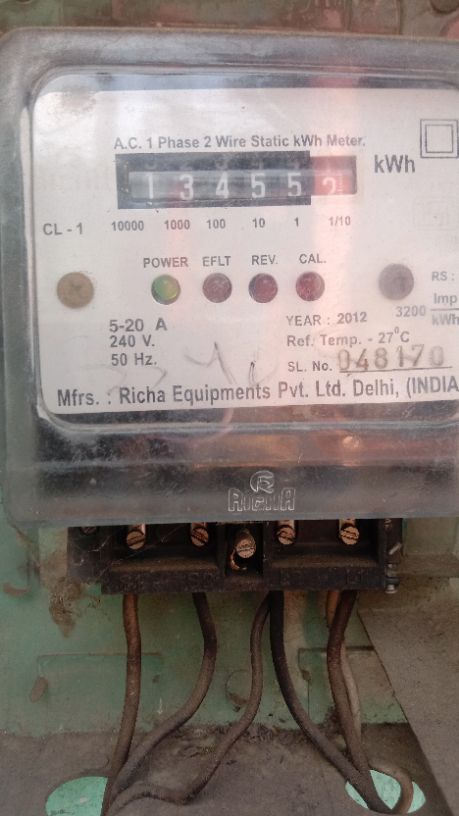 A.C. 1 Phase 2 Wire Static kWh Meter.
1 3 4 5 5 2 kWh
CL - 1 10000 1000 100 10 1 1/10
POWER EFLT REV. CAL.
RS :
Imp
3200 kWh
5-20 A YEAR : 2012
240 V. Ref. Temp. - 27°C
50 Hz. SL. No. 048170
Mfrs. : Richa Equipments Pvt. Ltd. Delhi, (INDIA
RICHA